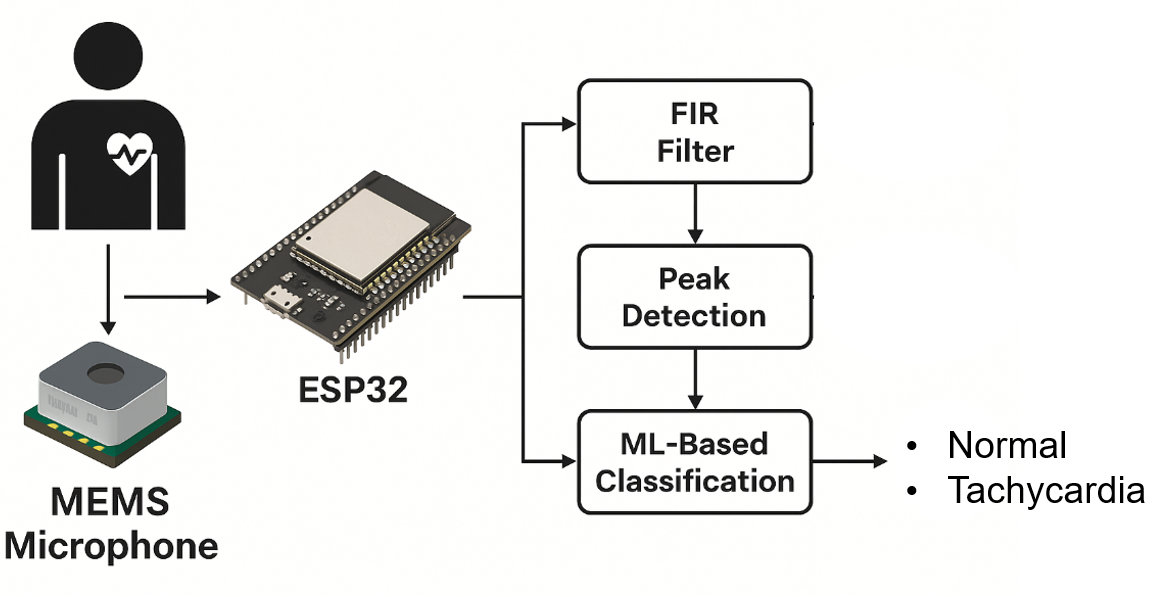 MEMS
Microphone
ESP32
FIR
Filter
Peak
Detection
ML-Based
Classification
• Normal
• Tachycardia